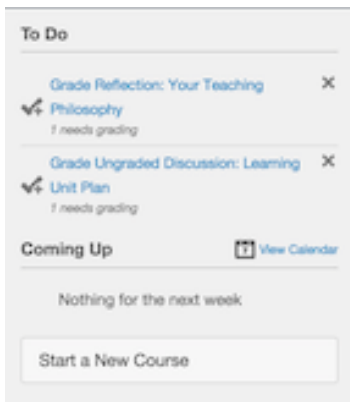 To Do
Grade Reflection: Your Teaching
Philosophy
1 needs grading
Grade Ungraded Discussion: Learning
Unit Plan
1 needs grading
Coming Up
View Calendar
Nothing for the next week
Start a New Course